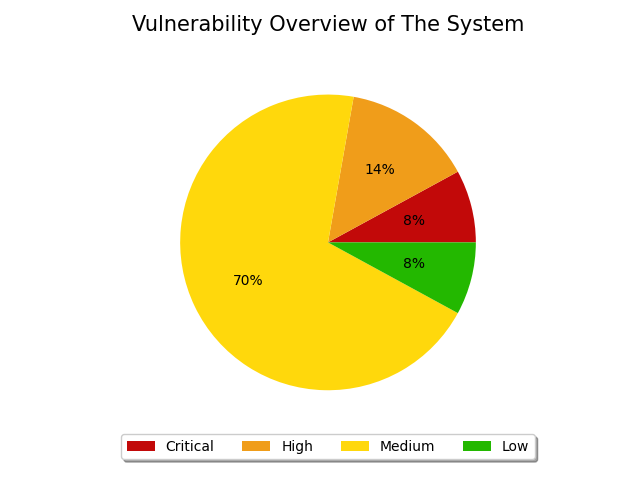 Vulnerability Overview of The System
14%
8%
8%
70%
Critical High Medium Low